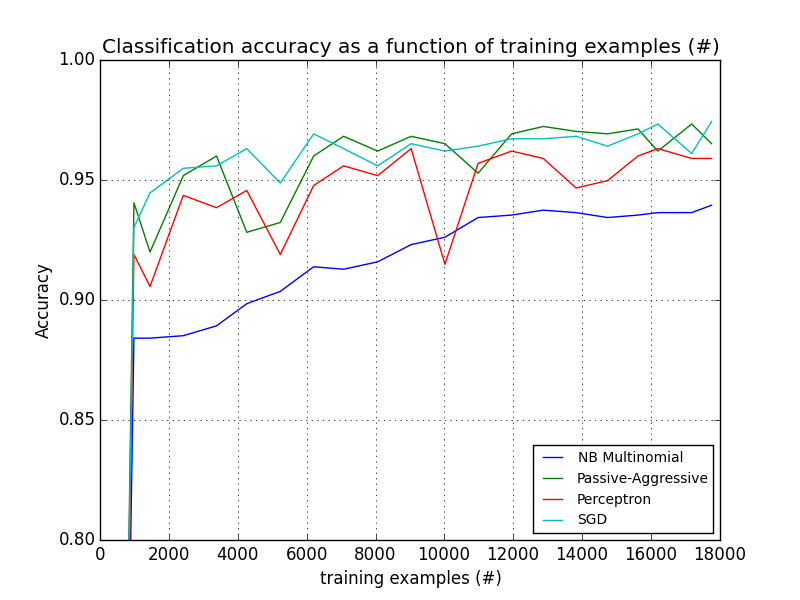 Classification accuracy as a function of training examples (#)
1.00
0.95
0.90
0.85
0.80
Accuracy
NB Multinomial
Passive-Aggressive
Perceptron
SGD
0 2000 4000 6000 8000 10000 12000 14000 16000 18000
training examples (#)